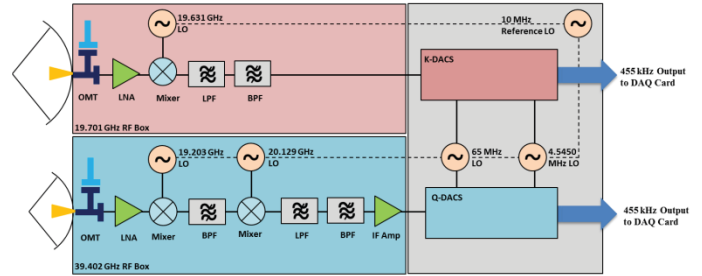 19.631 GHz
LO
10 MHz
Reference LO
K-DACS
OMT
LNA
Mixer
LPF
BPF
455 kHz Output
to DAQ Card
19.701 GHz RF Box
19.203 GHz
LO
20.129 GHz
LO
65 MHz
LO
4.5450
MHz LO
Q-DACS
OMT
LNA
Mixer
BPF
Mixer
LPF
BPF
IF Amp
455 kHz Output
to DAQ Card
39.402 GHz RF Box